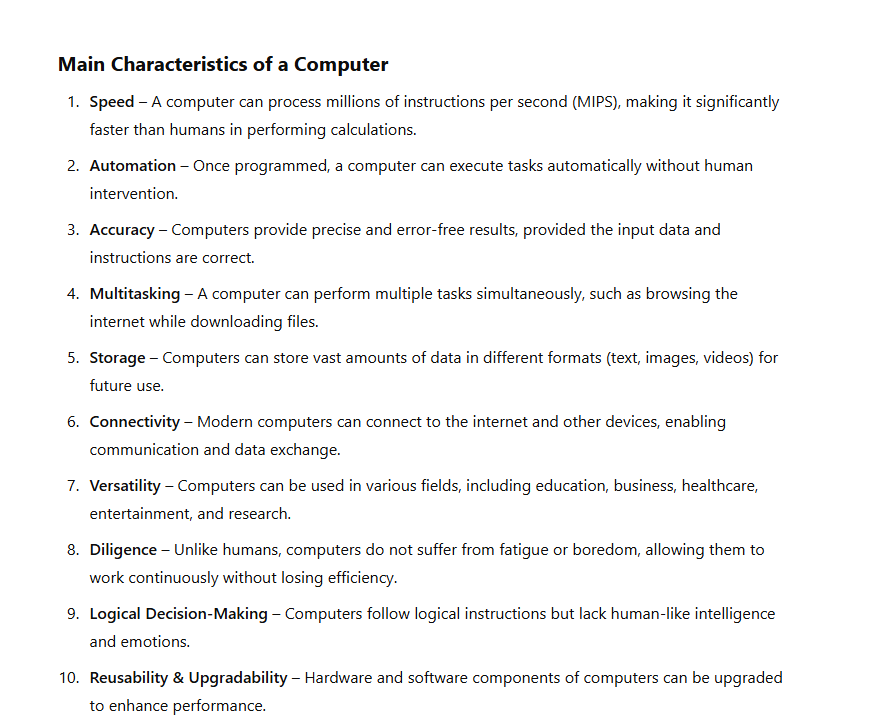 Main Characteristics of a Computer
1. Speed – A computer can process millions of instructions per second (MIPS), making it significantly
faster than humans in performing calculations.
2. Automation – Once programmed, a computer can execute tasks automatically without human
intervention.
3. Accuracy – Computers provide precise and error-free results, provided the input data and
instructions are correct.
4. Multitasking – A computer can perform multiple tasks simultaneously, such as browsing the
internet while downloading files.
5. Storage – Computers can store vast amounts of data in different formats (text, images, videos) for
future use.
6. Connectivity – Modern computers can connect to the internet and other devices, enabling
communication and data exchange.
7. Versatility – Computers can be used in various fields, including education, business, healthcare,
entertainment, and research.
8. Diligence – Unlike humans, computers do not suffer from fatigue or boredom, allowing them to
work continuously without losing efficiency.
9. Logical Decision-Making – Computers follow logical instructions but lack human-like intelligence
and emotions.
10. Reusability & Upgradability – Hardware and software components of computers can be upgraded
to enhance performance.